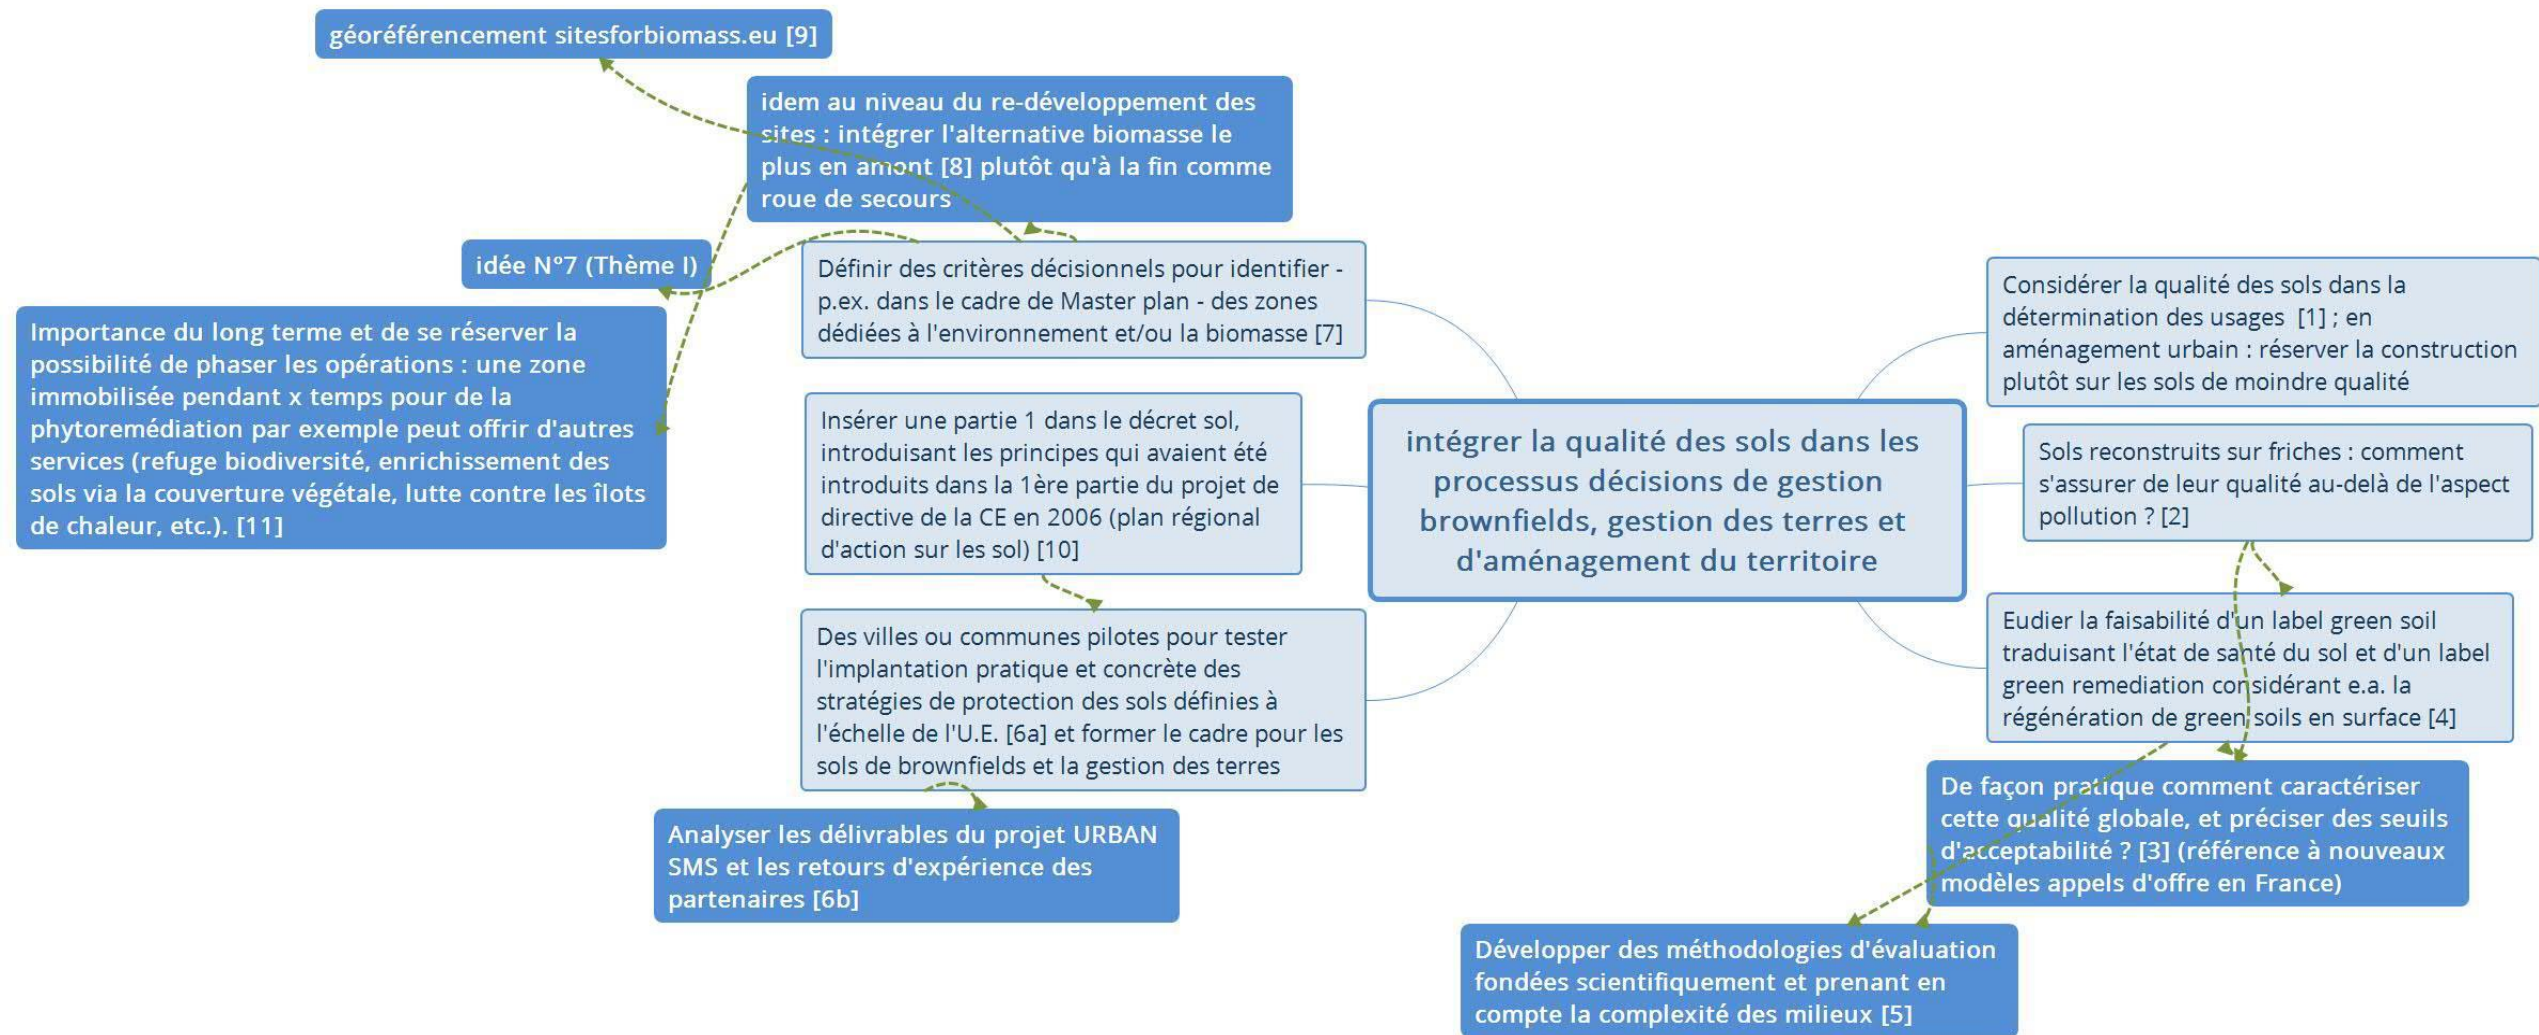 géoréférencement sitesforbiomass.eu [9]
idem au niveau du re-développement des
sites : intégrer l'alternative biomasse le
plus en amont [8] plutôt qu'à la fin comme
roue de secours
idée N°7 (Thème I)
Importance du long terme et de se réserver la
possibilité de phaser les opérations : une zone
immobilisée pendant x temps pour de la
phytoremédiation par exemple peut offrir d'autres
services (refuge biodiversité, enrichissement des
sols via la couverture végétale, lutte contre les îlots
de chaleur, etc.). [11]
Définir des critères décisionnels pour identifier -
p.ex. dans le cadre de Master plan - des zones
dédiées à l'environnement et/ou la biomasse [7]
Insérer une partie 1 dans le décret sol,
introduisant les principes qui avaient été
introduits dans la 1ère partie du projet de
directive de la CE en 2006 (plan régional
d'action sur les sol) [10]
Des villes ou communes pilotes pour tester
l'implantation pratique et concrète des
stratégies de protection des sols définies à
l'échelle de l'U.E. [6a] et former le cadre pour les
sols de brownfields et la gestion des terres
Analyser les délivrables du projet URBAN
SMS et les retours d'expérience des
partenaires [6b]
intégrer la qualité des sols dans les
processus décisions de gestion
brownfields, gestion des terres et
d'aménagement du territoire
Considérer la qualité des sols dans la
détermination des usages [1] ; en
aménagement urbain : réserver la construction
plutôt sur les sols de moindre qualité
Sols reconstruits sur friches : comment
s'assurer de leur qualité au-delà de l'aspect
pollution ? [2]
Eudier la faisabilité d'un label green soil
traduisant l'état de santé du sol et d'un label
green remediation considérant e.a. la
régénération de green soils en surface [4]
De façon pratique comment caractériser
cette qualité globale, et préciser des seuils
d'acceptabilité ? [3] (référence à nouveaux
modèles appels d'offre en France)
Développer des méthodologies d'évaluation
fondées scientifiquement et prenant en
compte la complexité des milieux [5]